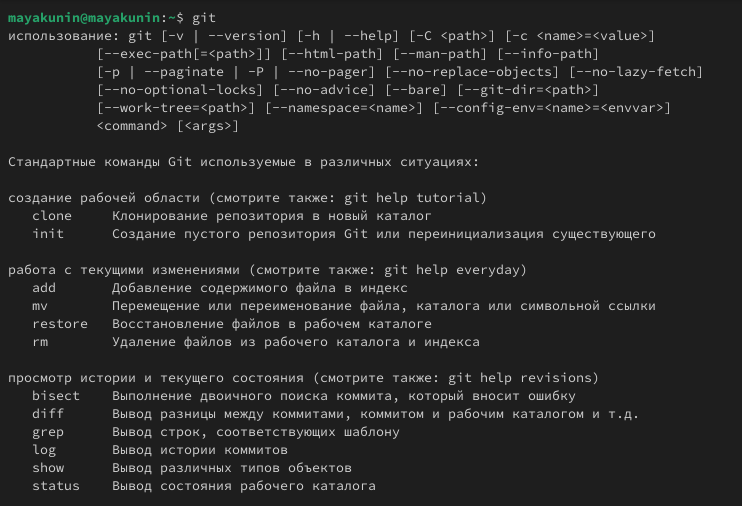 mayakunin@mayakunin:~$ git
использование: git [-v | --version] [-h | --help] [-C <path>] [-c <name>=<value>]
[--exec-path[=<path>]] [--html-path] [--man-path] [--info-path]
[-p | --paginate | -P | --no-pager] [--no-replace-objects] [--no-lazy-fetch]
[--no-optional-locks] [--no-advice] [--bare] [--git-dir=<path>]
[--work-tree=<path>] [--namespace=<name>] [--config-env=<name>=<envvar>]
<command> [<args>]
Стандартные команды Git используемые в различных ситуациях:
создание рабочей области (смотрите также: git help tutorial)
clone Клонирование репозитория в новый каталог
init Создание пустого репозитория Git или переинициализация существующего
работа с текущими изменениями (смотрите также: git help everyday)
add Добавление содержимого файла в индекс
mv Перемещение или переименование файла, каталога или символьной ссылки
restore Восстановление файлов в рабочем каталоге
rm Удаление файлов из рабочего каталога и индекса
просмотр истории и текущего состояния (смотрите также: git help revisions)
bisect Выполнение двоичного поиска коммита, который вносит ошибку
diff Вывод разницы между коммитами, коммитом и рабочим каталогом и т.д.
grep Вывод строк, соответствующих шаблону
log Вывод истории коммитов
show Вывод различных типов объектов
status Вывод состояния рабочего каталога